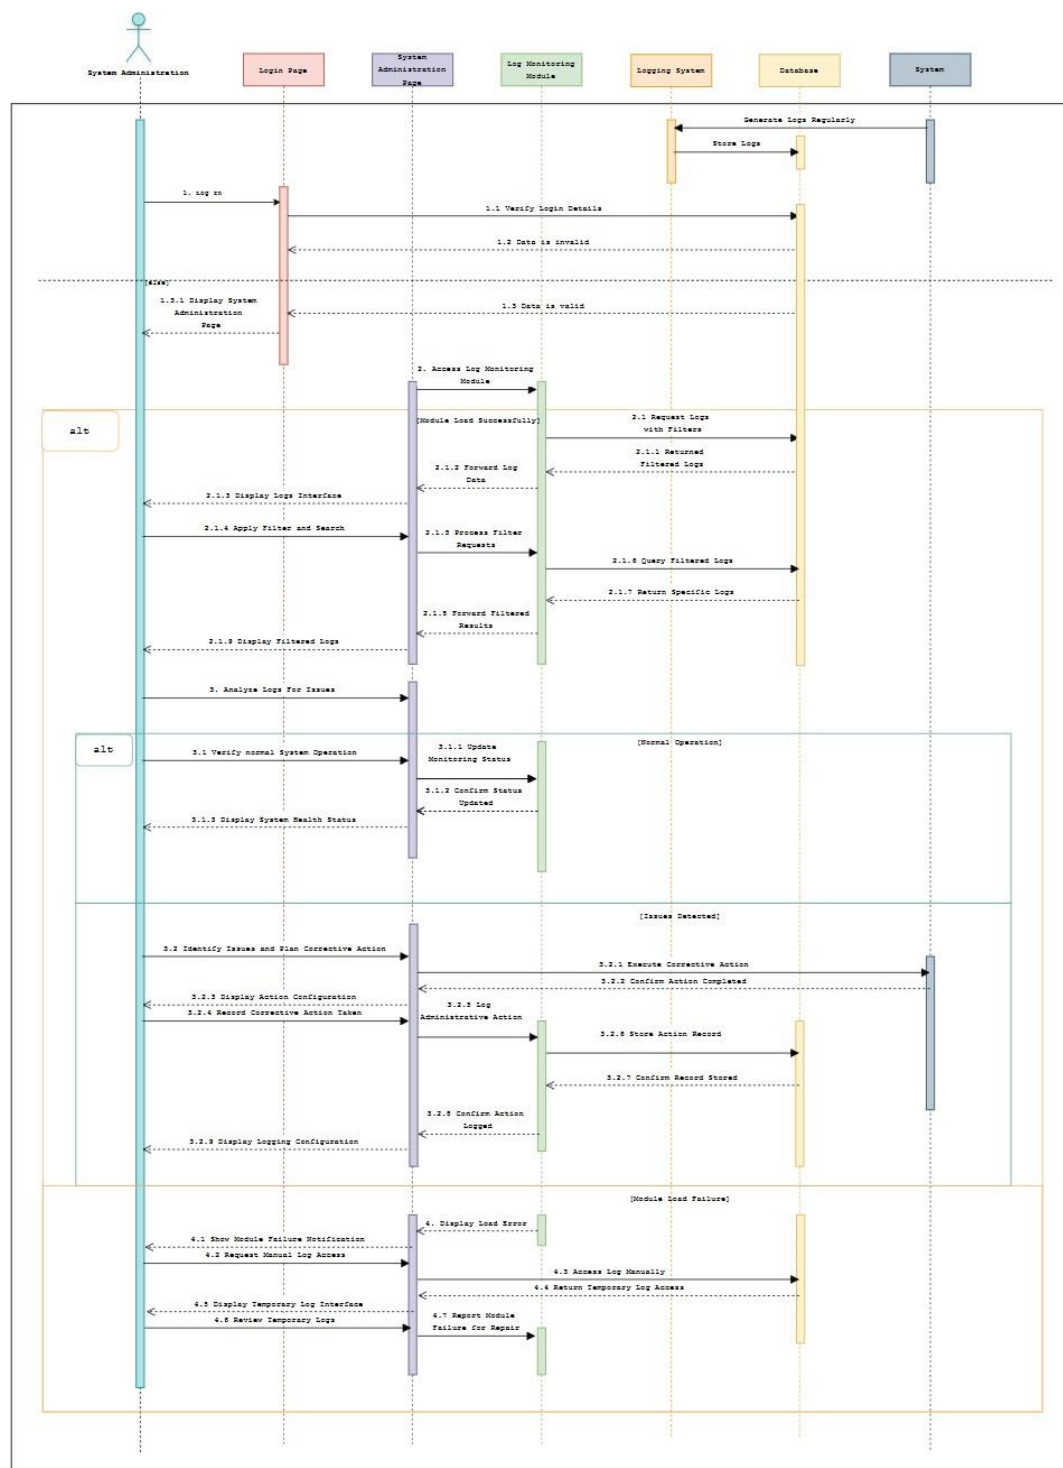 System Administration
Login Page
System
Administration
Page
Log Monitoring
Module
Logging System
Database
System
Generate Logs Regularly
Store Logs
1. Log In
1.1 Verify Login Details
1.2 Data is invalid
[else]
1.3.1 Display System
Administration
Page
1.3 Data is valid
2. Access Log Monitoring
Module
alt
[Module Load Successfully]
2.1 Request Logs
with Filters
2.1.1 Returned
Filtered Logs
2.1.2 Forward Log
Data
2.1.3 Display Logs Interface
2.1.4 Apply Filter and Search
2.1.5 Process Filter
Requests
2.1.6 Query Filtered Logs
2.1.7 Return Specific Logs
2.1.8 Forward Filtered
Results
2.1.9 Display Filtered Logs
3. Analyze Logs For Issues
alt
[Normal Operation]
3.1 Verify normal System Operation
3.1.1 Update
Monitoring Status
3.1.2 Confirm Status
Updated
3.1.3 Display System Health Status
[Issues Detected]
3.2 Identify Issues and Plan Corrective Action
3.2.1 Execute Corrective Action
3.2.2 Confirm Action Completed
3.2.3 Display Action Configuration
3.2.4 Record Corrective Action Taken
3.2.5 Log
Administrative Action
3.2.6 Store Action Record
3.2.7 Confirm Record Stored
3.2.8 Confirm Action
Logged
3.2.9 Display Logging Configuration
[Module Load Failure]
4. Display Load Error
4.1 Show Module Failure Notification
4.2 Request Manual Log Access
4.3 Access Log Manually
4.4 Return Temporary Log Access
4.5 Display Temporary Log Interface
4.6 Review Temporary Logs
4.7 Report Module
Failure for Repair